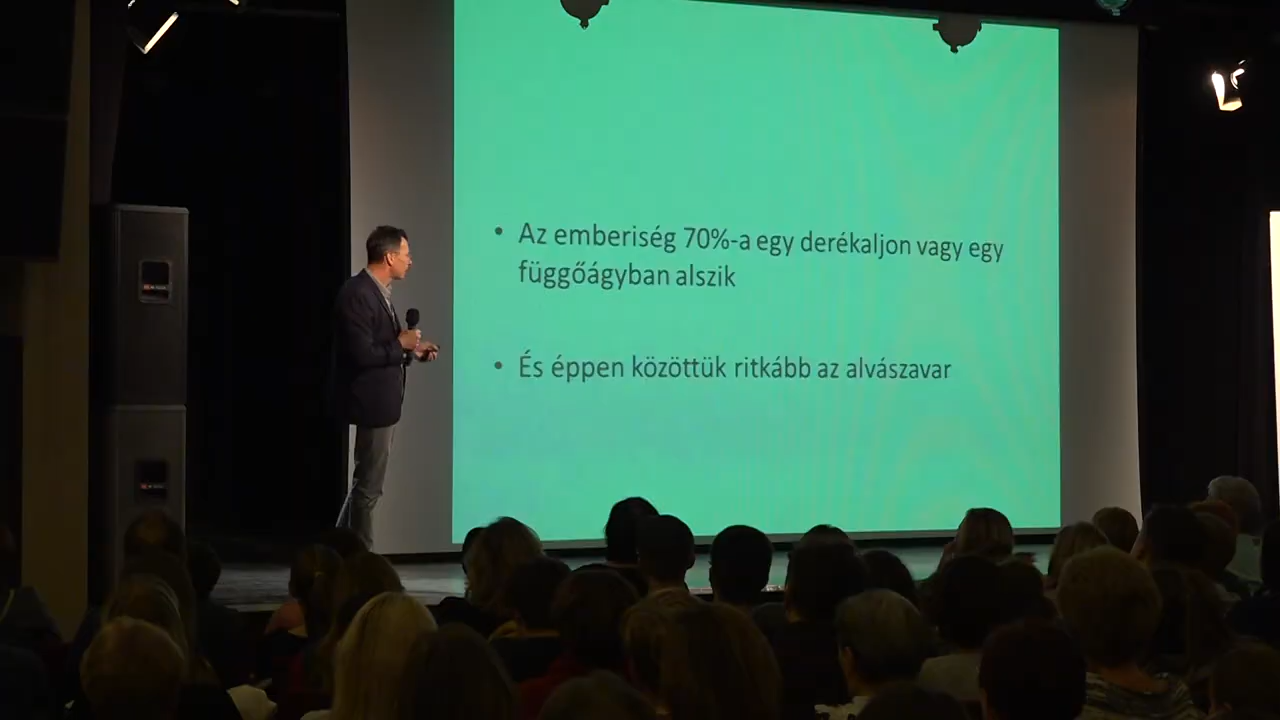 • Az emberiség 70%-a egy derékaljon vagy egy
függőágyban alszik
• És éppen közöttük ritkább az alvászavar